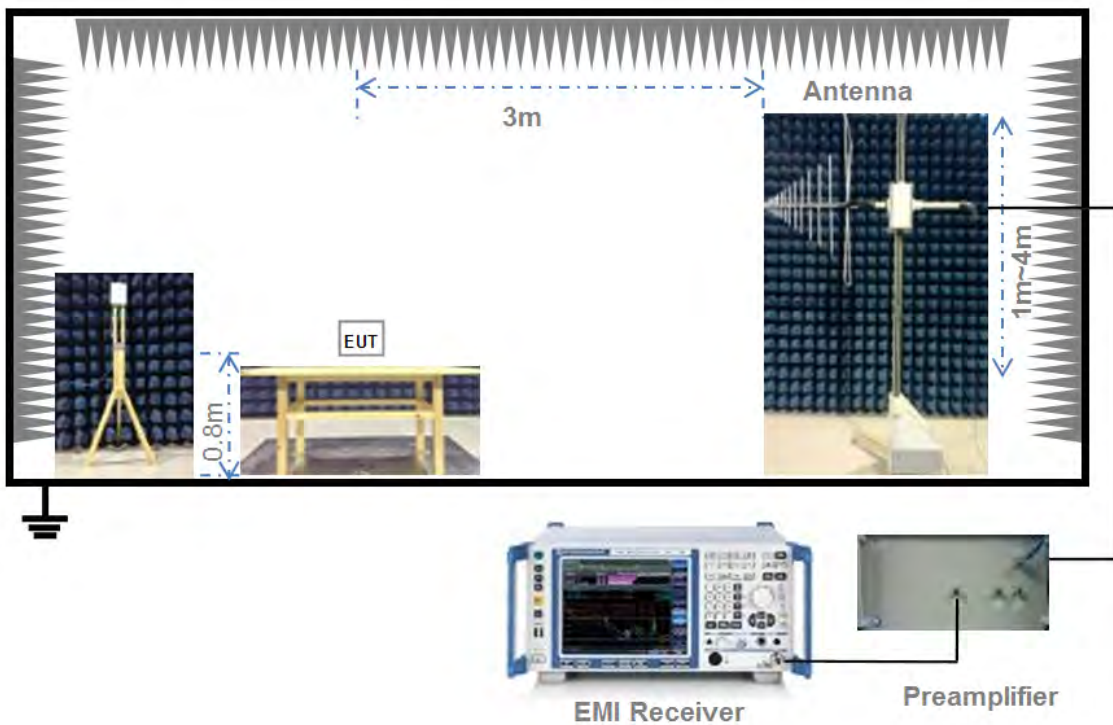 Antenna
3m
1m~4m
EUT
0.8m
EMI Receiver
Preamplifier